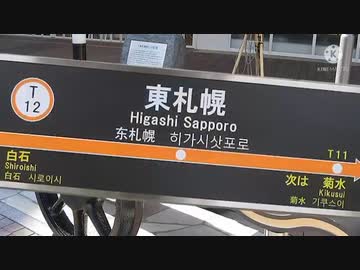 KINEMASTER
T
12
東札幌
Higashi Sapporo
东札幌 히가시삿포로
T11
白石
Shiroishi
白石 시로이시
次は 菊水
Kikusui
菊水 기쿠스이